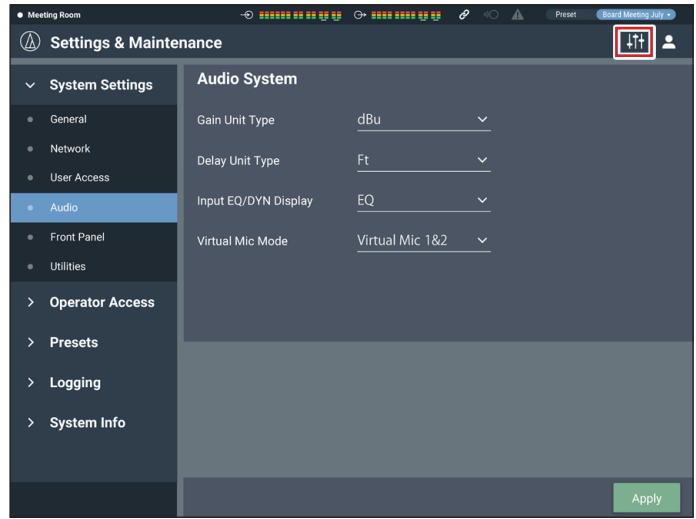 Meeting Room
Preset
Board Meeting July
Settings & Maintenance
System Settings
General
Network
User Access
Audio
Front Panel
Utilities
Operator Access
Presets
Logging
System Info
Audio System
Gain Unit Type dBu
Delay Unit Type Ft
Input EQ/DYN Display EQ
Virtual Mic Mode Virtual Mic 1&2
Apply